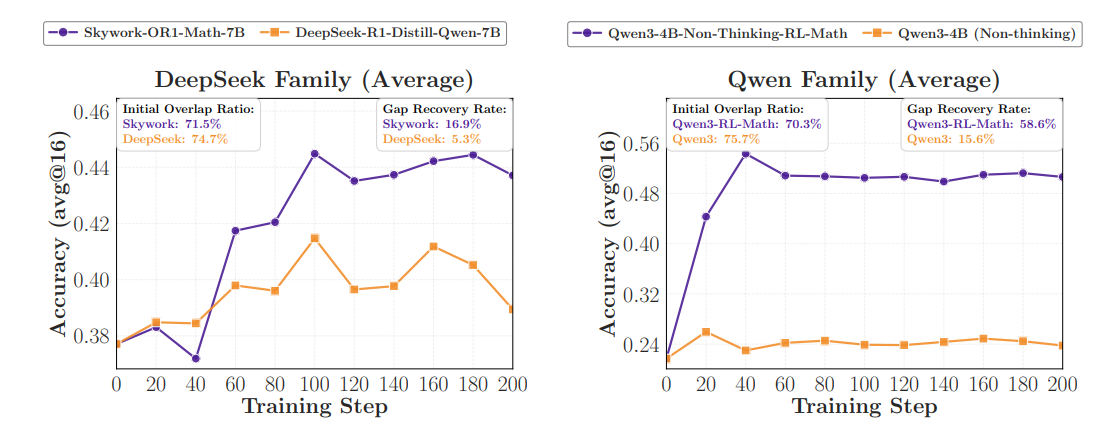 Skywork-OR1-Math-7B DeepSeek-R1-Distill-Qwen-7B
DeepSeek Family (Average)
Initial Overlap Ratio:
Skywork: 71.5%
DeepSeek: 74.7%
Gap Recovery Rate:
Skywork: 16.9%
DeepSeek: 5.3%
Accuracy (avg@16)
0.46
0.44
0.42
0.40
0.38
0 20 40 60 80 100 120 140 160 180 200
Training Step
Qwen3-4B-Non-Thinking-RL-Math Qwen3-4B (Non-thinking)
Qwen Family (Average)
Initial Overlap Ratio:
Qwen3-RL-Math: 70.3%
Qwen3: 75.7%
Gap Recovery Rate:
Qwen3-RL-Math: 58.6%
Qwen3: 15.6%
Accuracy (avg@16)
0.56
0.48
0.40
0.32
0.24
0 20 40 60 80 100 120 140 160 180 200
Training Step